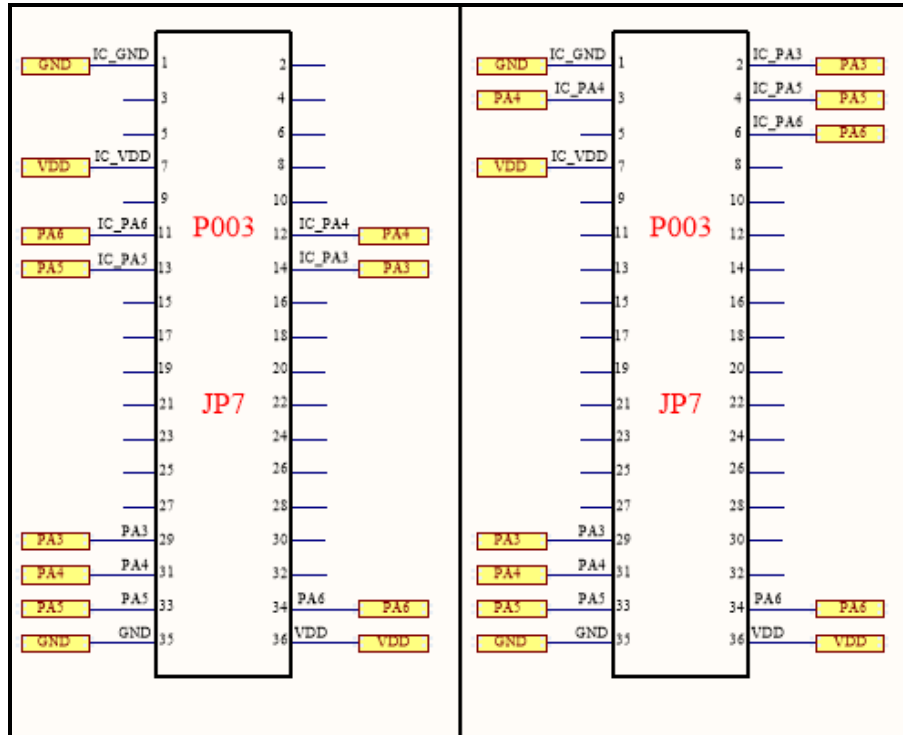 GND IC_GND 1 2
3 4
5 6
VDD IC_VDD 7 8
9 10
PA6 IC_PA6 11 P003 12 IC_PA4 PA4
PA5 IC_PA5 13 14 IC_PA3 PA3
15 16
17 18
19 20
21 JP7 22
23 24
25 26
27 28
PA3 PA3 29 30
PA4 PA4 31 32
PA5 PA5 33 34 PA6 PA6
GND GND 35 36 VDD VDD
GND IC_GND 1 2 IC_PA3 PA3
PA4 IC_PA4 3 4 IC_PA5 PA5
5 6 IC_PA6 PA6
VDD IC_VDD 7 8
9 10
11 P003 12
13 14
15 16
17 18
19 20
21 JP7 22
23 24
25 26
27 28
PA3 PA3 29 30
PA4 PA4 31 32
PA5 PA5 33 34 PA6 PA6
GND GND 35 36 VDD VDD